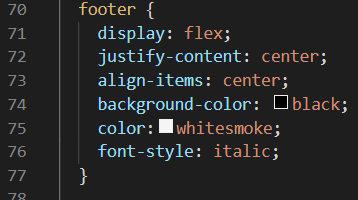 70 footer {
71 display: flex;
72 justify-content: center;
73 align-items: center;
74 background-color: black;
75 color: whitesmoke;
76 font-style: italic;
77 }
78